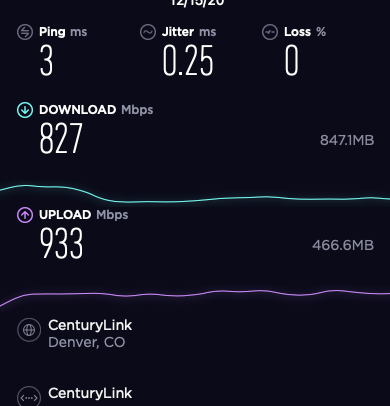 12/15/20
Ping ms
Jitter ms
Loss %
3
0.25
0
DOWNLOAD Mbps
827
847.1MB
UPLOAD Mbps
933
466.6MB
CenturyLink
Denver, CO
CenturyLink